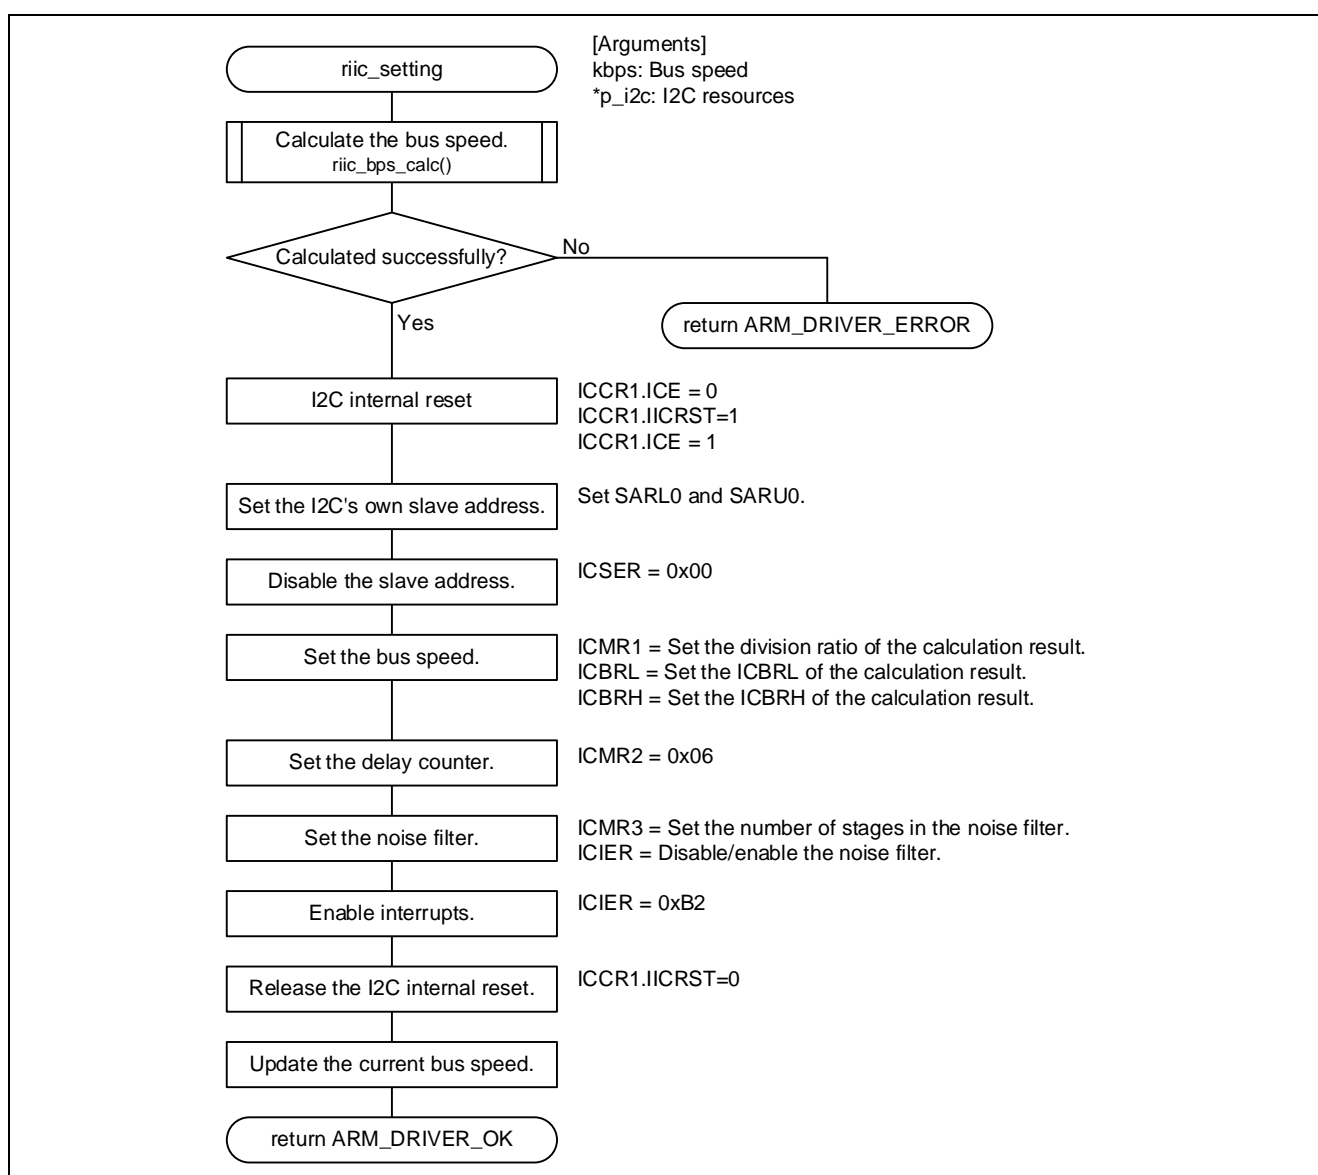 riic_setting
[Arguments]
kbps: Bus speed
*p_i2c: I2C resources
Calculate the bus speed.
riic_bps_calc()
Calculated successfully?
No
Yes
return ARM_DRIVER_ERROR
I2C internal reset
ICCR1.ICE = 0
ICCR1.IICRST=1
ICCR1.ICE = 1
Set the I2C's own slave address.
Set SARL0 and SARU0.
Disable the slave address.
ICSER = 0x00
Set the bus speed.
ICMR1 = Set the division ratio of the calculation result.
ICBRL = Set the ICBRL of the calculation result.
ICBRH = Set the ICBRH of the calculation result.
Set the delay counter.
ICMR2 = 0x06
Set the noise filter.
ICMR3 = Set the number of stages in the noise filter.
ICIER = Disable/enable the noise filter.
Enable interrupts.
ICIER = 0xB2
Release the I2C internal reset.
ICCR1.IICRST=0
Update the current bus speed.
return ARM_DRIVER_OK